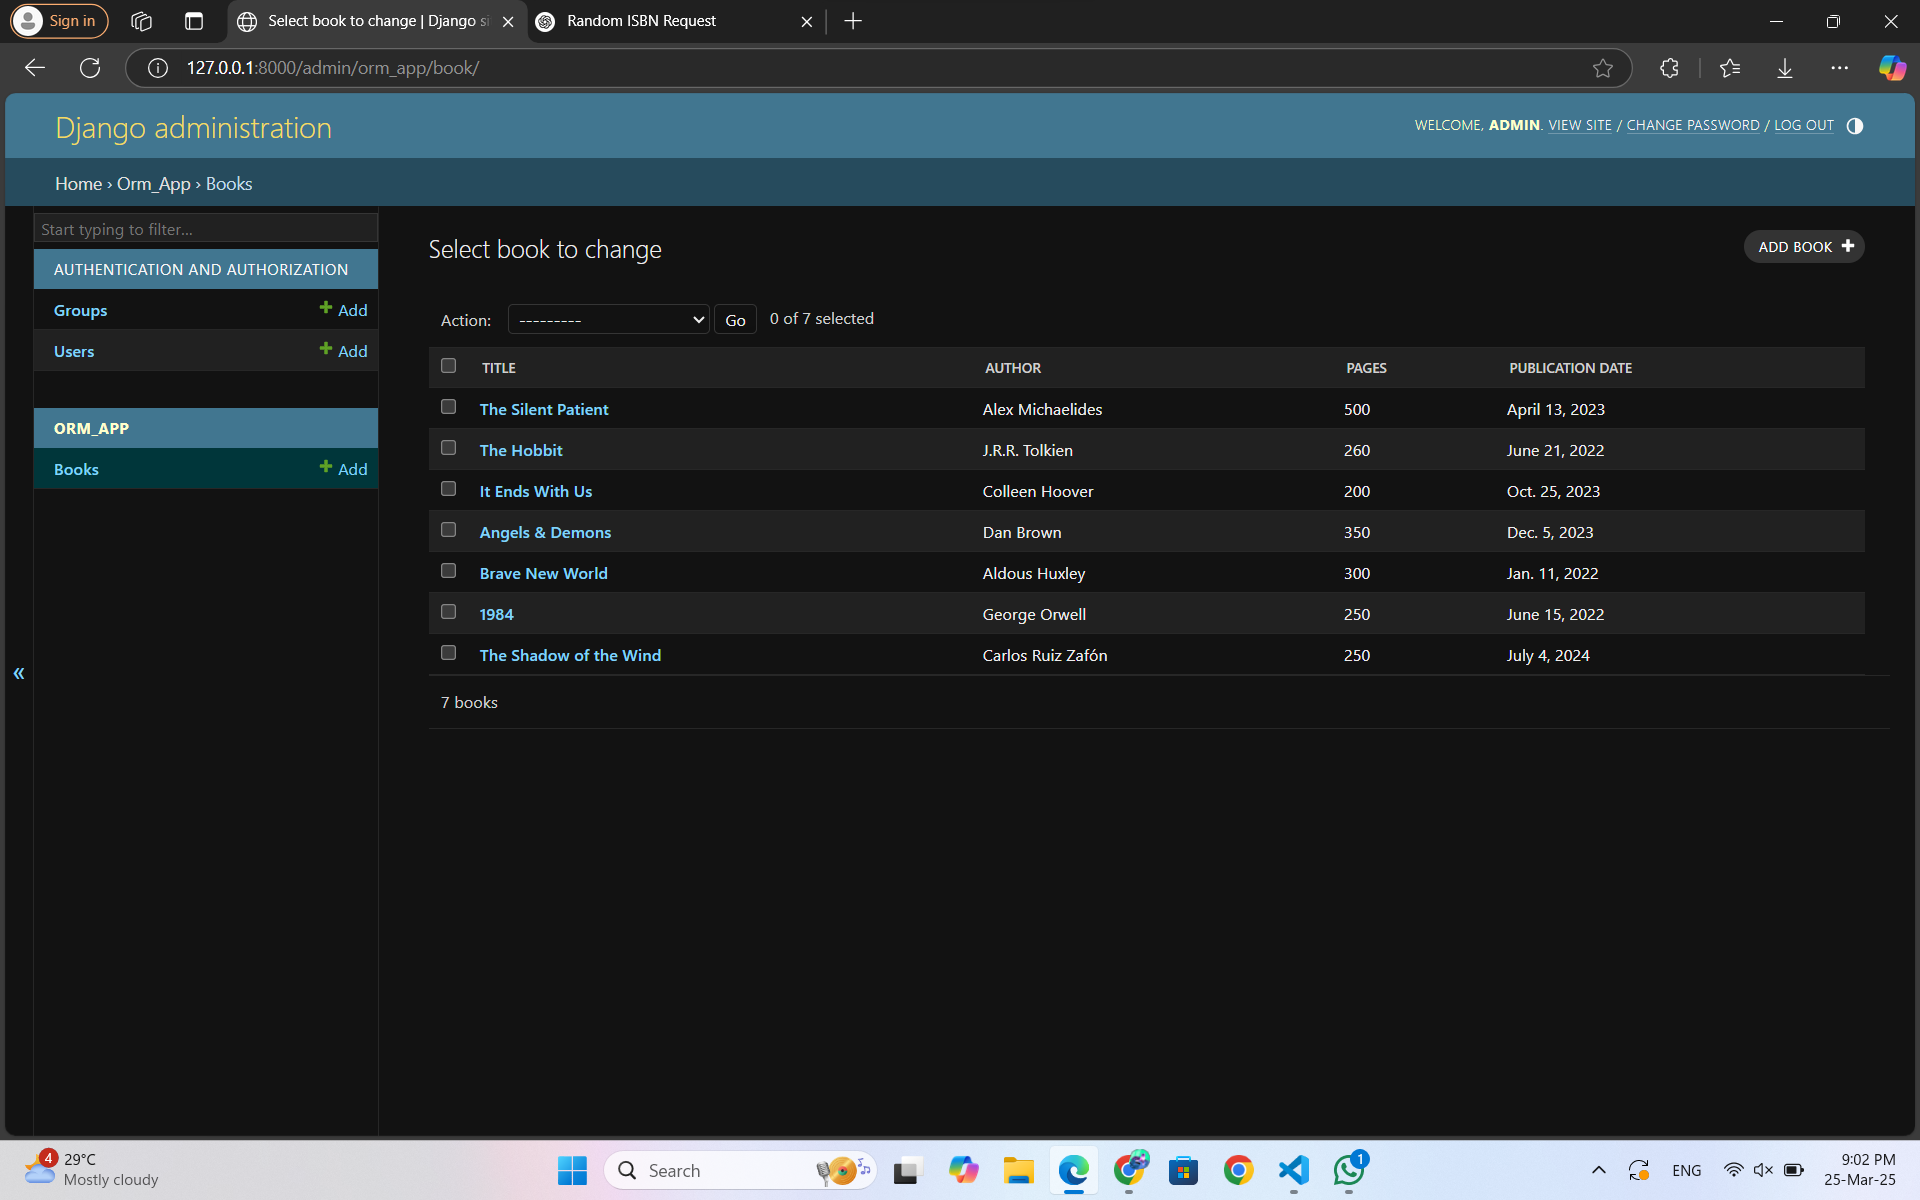 Sign in
Select book to change | Django si
Random ISBN Request
127.0.0.1:8000/admin/orm_app/book/
Django administration
WELCOME, ADMIN. VIEW SITE / CHANGE PASSWORD / LOG OUT
Home › Orm_App › Books
Start typing to filter...
AUTHENTICATION AND AUTHORIZATION
Groups Add
Users Add
ORM_APP
Books Add
«
Select book to change
ADD BOOK
Action: --------- Go 0 of 7 selected
TITLE AUTHOR PAGES PUBLICATION DATE
The Silent Patient Alex Michaelides 500 April 13, 2023
The Hobbit J.R.R. Tolkien 260 June 21, 2022
It Ends With Us Colleen Hoover 200 Oct. 25, 2023
Angels & Demons Dan Brown 350 Dec. 5, 2023
Brave New World Aldous Huxley 300 Jan. 11, 2022
1984 George Orwell 250 June 15, 2022
The Shadow of the Wind Carlos Ruiz Zafón 250 July 4, 2024
7 books
4
29°C
Mostly cloudy
Search
1
ENG
9:02 PM
25-Mar-25